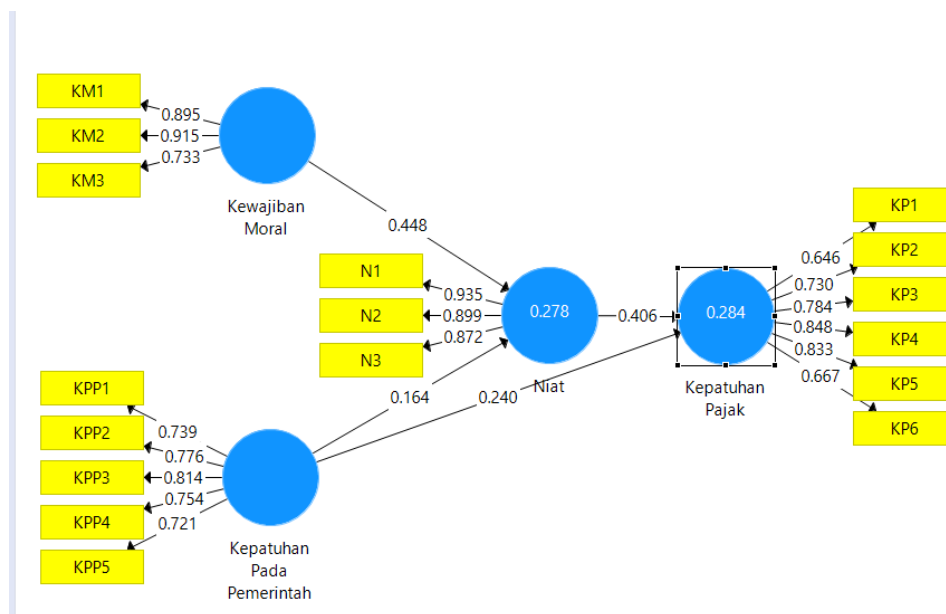 KM1
0.895
KM2
0.915
KM3
0.733
Kewajiban
Moral
0.448
N1
0.935
N2
0.899
N3
0.872
0.278
Niat
0.406
0.284
Kepatuhan
Pajak
KP1
0.646
KP2
0.730
KP3
0.784
KP4
0.848
KP5
0.833
KP6
0.667
0.164
0.240
KPP1
0.739
KPP2
0.776
KPP3
0.814
KPP4
0.754
KPP5
0.721
Kepatuhan
Pada
Pemerintah